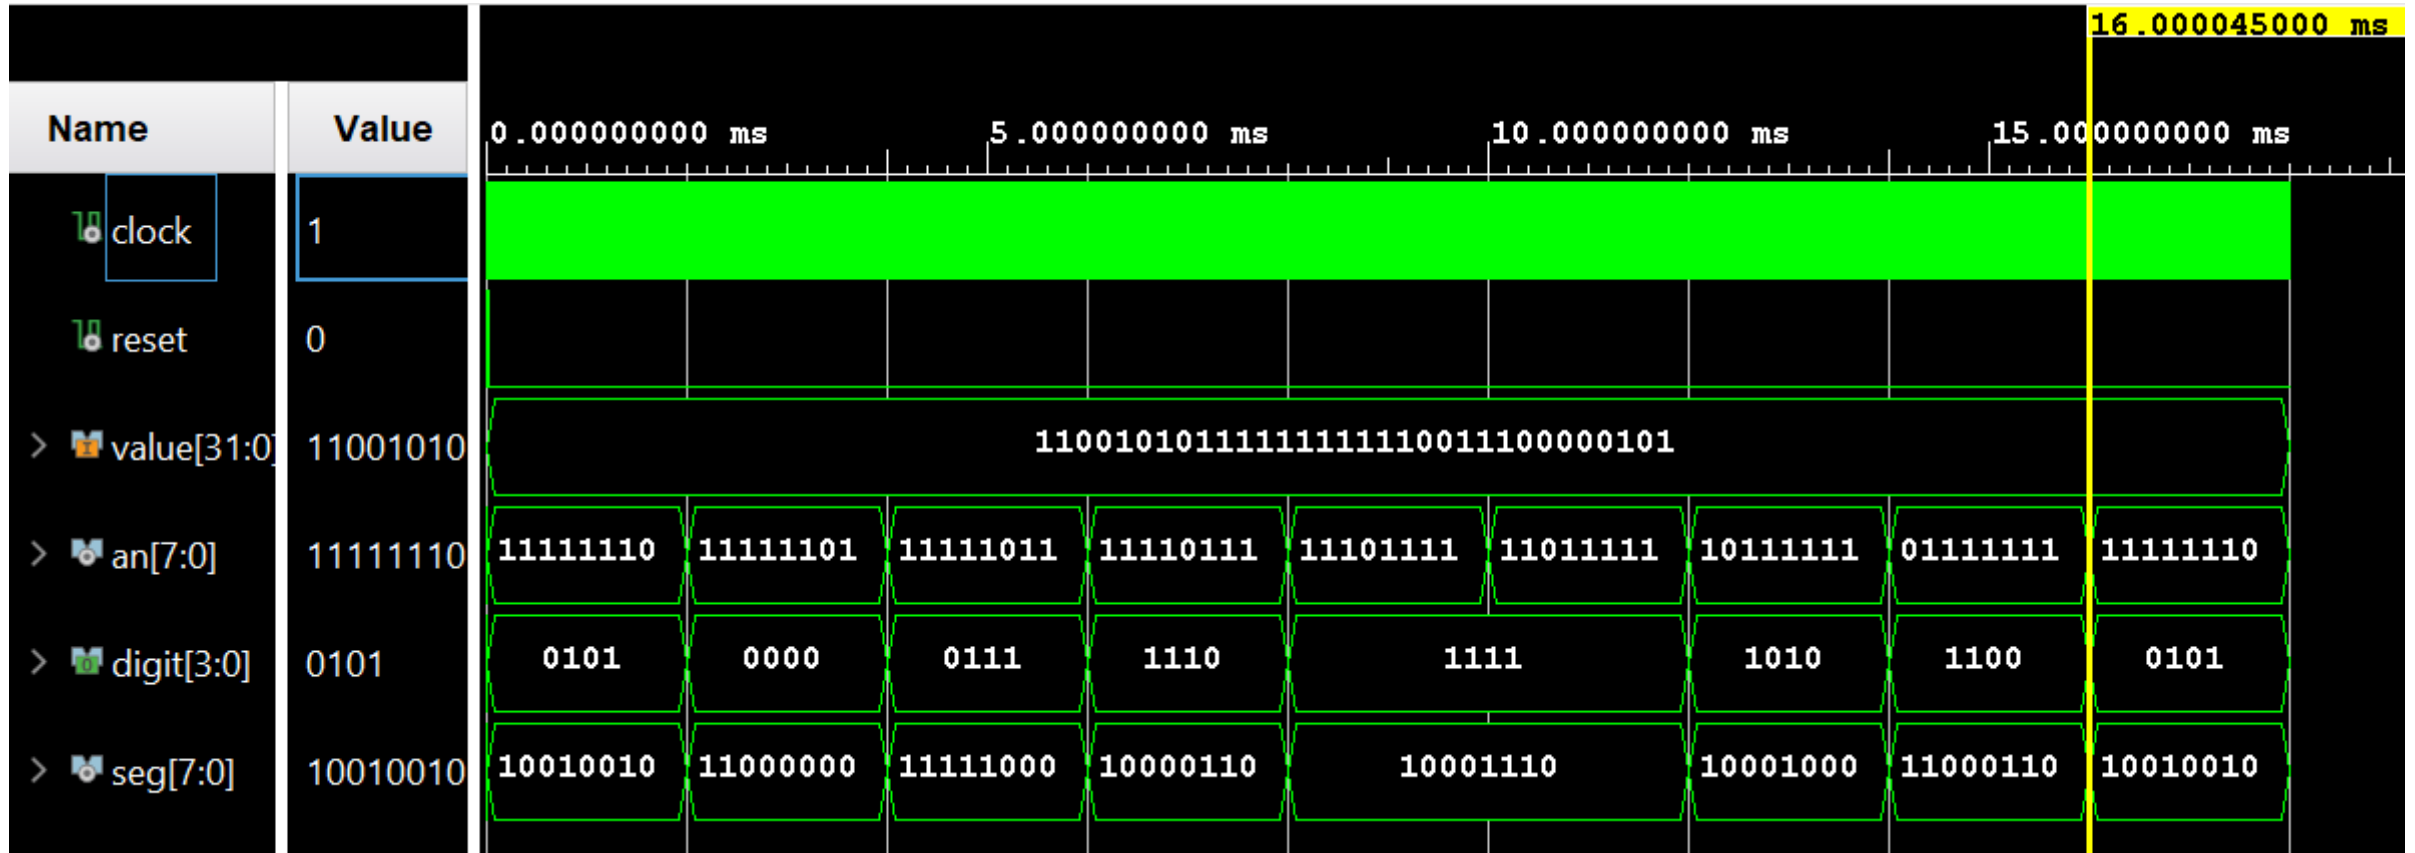 16.000045000 ms
Name Value 0.000000000 ms 5.000000000 ms 10.000000000 ms 15.000000000 ms
clock 1
reset 0
value[31:0] 11001010 11001010111111111110011100000101
an[7:0] 11111110 11111110 11111101 11111011 11110111 11101111 11011111 10111111 01111111 11111110
digit[3:0] 0101 0101 0000 0111 1110 1111 1010 1100 0101
seg[7:0] 10010010 10010010 11000000 11111000 10000110 10001110 10001000 11000110 10010010